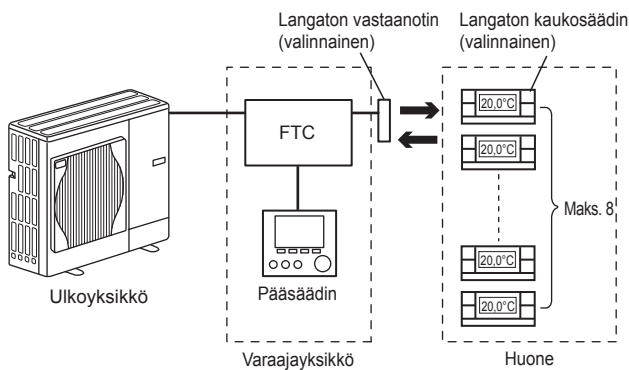 Langaton vastaanotin
(valinnainen)
Langaton kaukosäädin
(valinnainen)
FTC
20,0°C
20,0°C
Maks. 8
20,0°C
20,0°C
Ulkoyksikkö
Pääsäädin
Varaajayksikkö
Huone